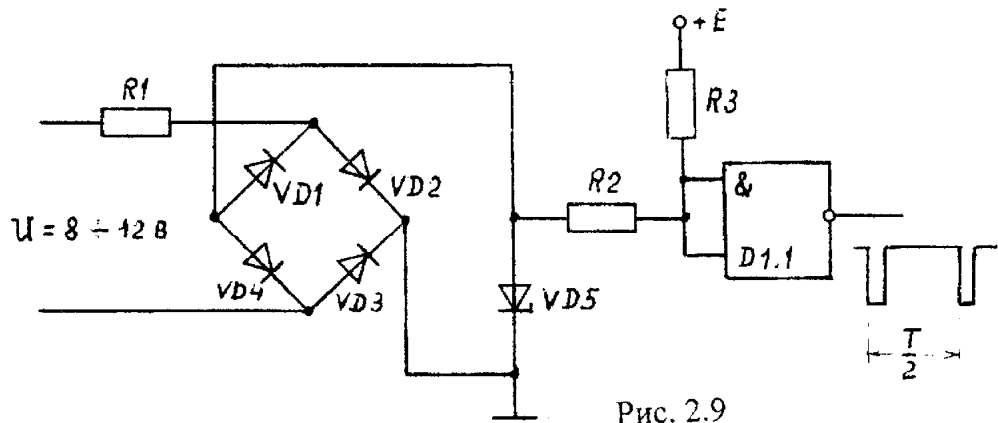 +E
R1
R3
VD1
VD2
R2
&
U = 8 ÷ 12 В
D1.1
VD4
VD3
VD5
T
2
Рис. 2.9